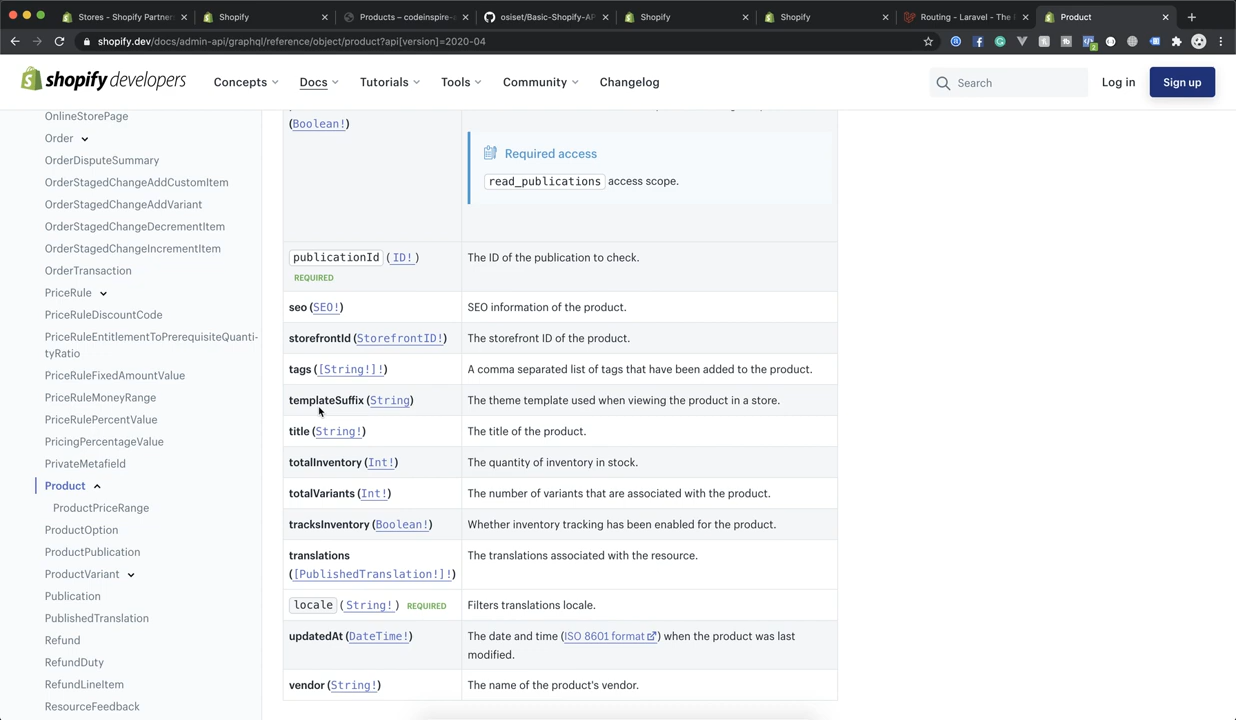 Stores - Shopify Partner
Shopify
Products – codeinspire-
osiset/Basic-Shopify-AP
Shopify
Shopify
Routing - Laravel - The
Product
shopify.dev/docs/admin-api/graphql/reference/object/product?api[version]=2020-04
shopify developers
Concepts
Docs
Tutorials
Tools
Community
Changelog
Search
Log in
Sign up
OnlineStorePage
Order
OrderDisputeSummary
OrderStagedChangeAddCustomItem
OrderStagedChangeAddVariant
OrderStagedChangeDecrementItem
OrderStagedChangeIncrementItem
OrderTransaction
PriceRule
PriceRuleDiscountCode
PriceRuleEntitlementToPrerequisiteQuanti-
tyRatio
PriceRuleFixedAmountValue
PriceRuleMoneyRange
PriceRulePercentValue
PricingPercentageValue
PrivateMetafield
Product
ProductPriceRange
ProductOption
ProductPublication
ProductVariant
Publication
PublishedTranslation
Refund
RefundDuty
RefundLineItem
ResourceFeedback
(Boolean!)
Required access
read_publications access scope.
publicationId (ID!)
REQUIRED
The ID of the publication to check.
seo (SEO!)
SEO information of the product.
storefrontId (StorefrontID!)
The storefront ID of the product.
tags ([String!]!)
A comma separated list of tags that have been added to the product.
templateSuffix (String)
The theme template used when viewing the product in a store.
title (String!)
The title of the product.
totalInventory (Int!)
The quantity of inventory in stock.
totalVariants (Int!)
The number of variants that are associated with the product.
tracksInventory (Boolean!)
Whether inventory tracking has been enabled for the product.
translations
([PublishedTranslation!]!)
The translations associated with the resource.
locale (String!) REQUIRED
Filters translations locale.
updatedAt (DateTime!)
The date and time (ISO 8601 format) when the product was last
modified.
vendor (String!)
The name of the product's vendor.